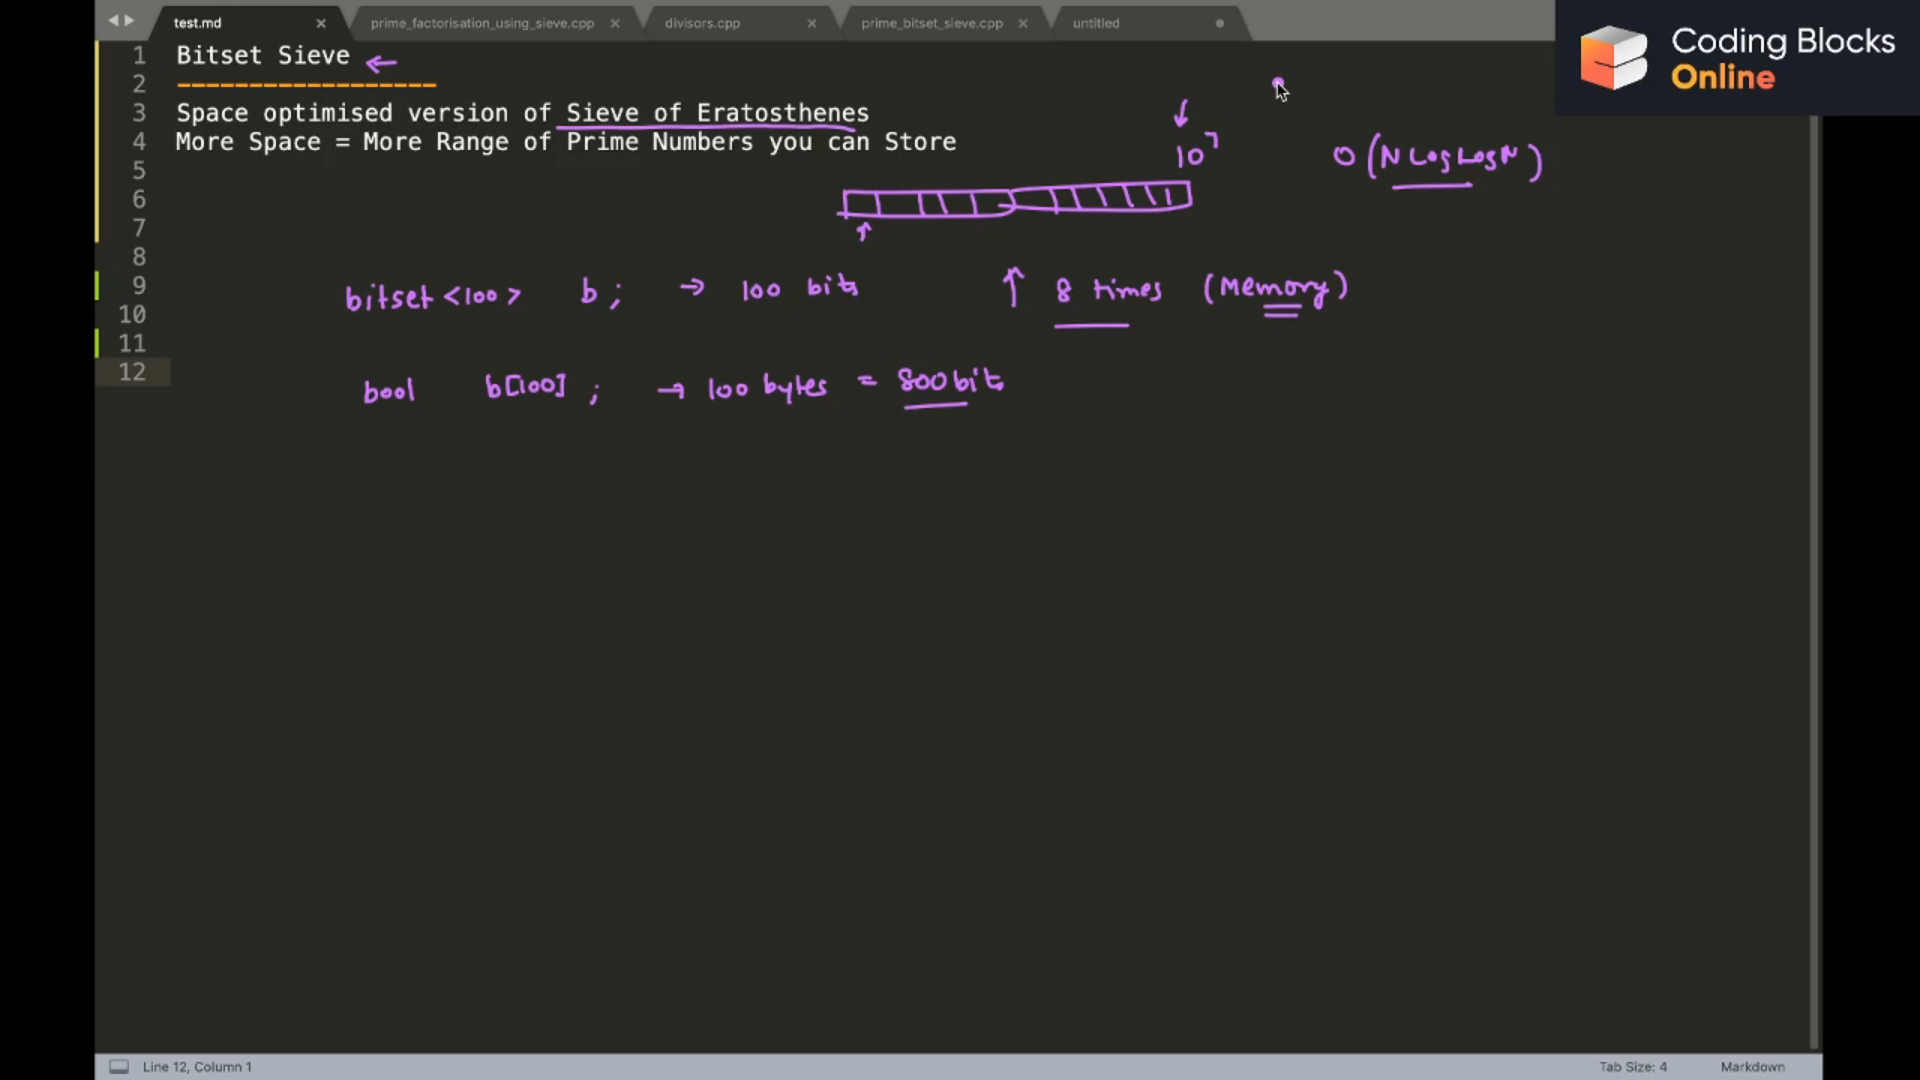 test.md × prime_factorisation_using_sieve.cpp × divisors.cpp × prime_bitset_sieve.cpp × untitled
Coding Blocks
Online
1 Bitset Sieve ←
2 ------------------
3 Space optimised version of Sieve of Eratosthenes
4 More Space = More Range of Prime Numbers you can Store
10^7 O(N Log Log N)
5
6
7
8
9 bitset <100> b ; → 100 bits ↑ 8 times (Memory)
10
11
12 bool b[100] ; → 100 bytes = 800 bits
Line 12, Column 1 Tab Size: 4 Markdown